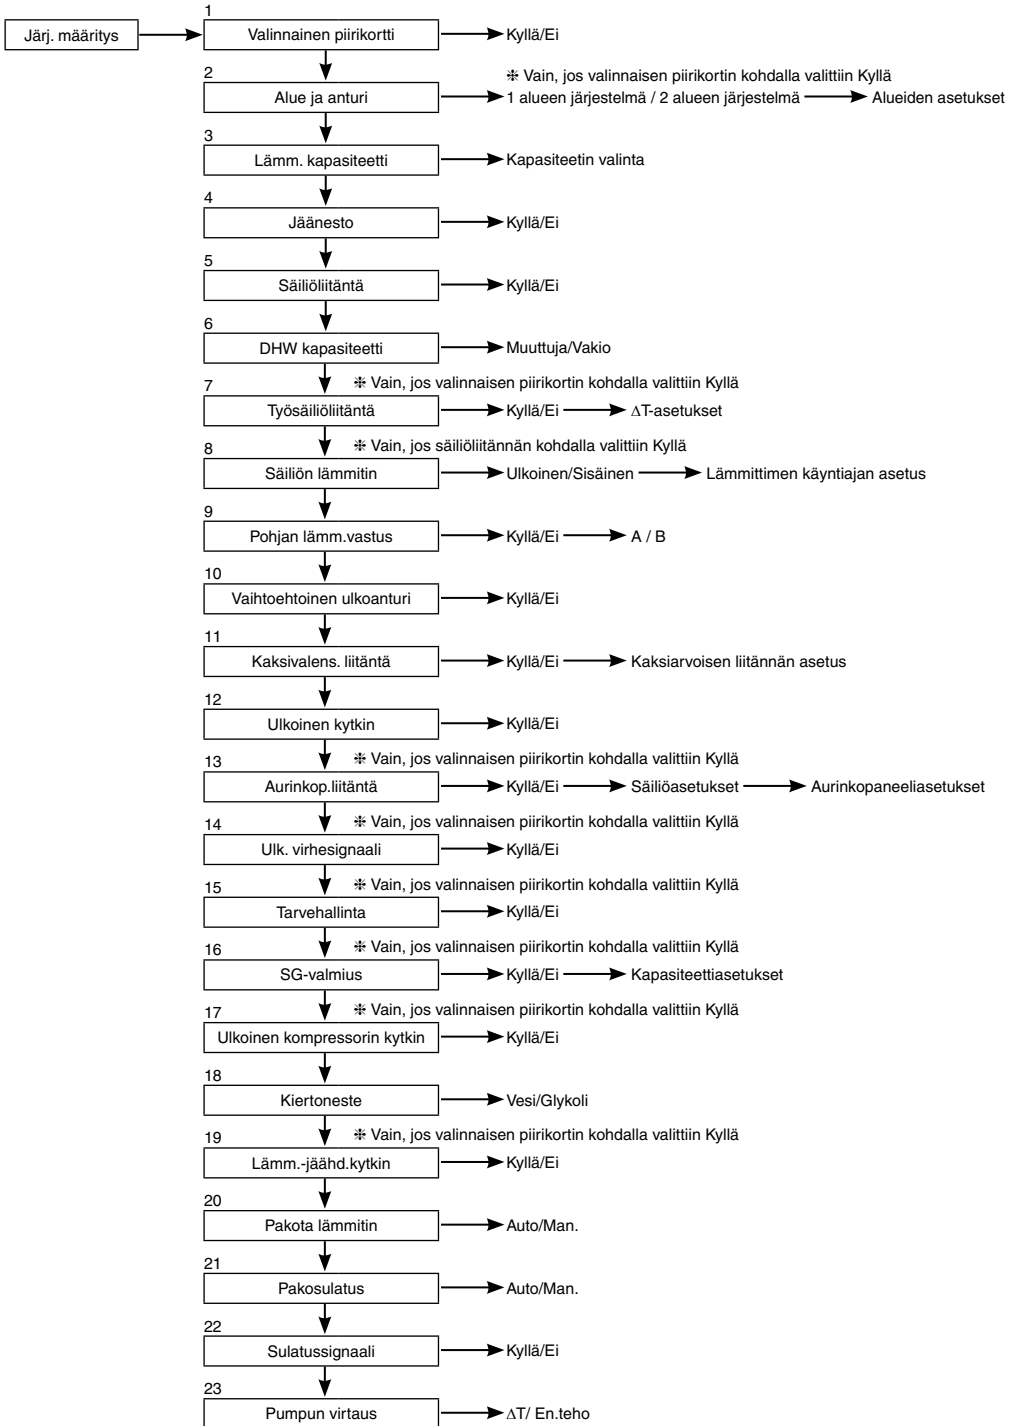 1
Järj. määritys
Valinnainen piirikortti
Kyllä/Ei
2
❊ Vain, jos valinnaisen piirikortin kohdalla valittiin Kyllä
Alue ja anturi
1 alueen järjestelmä / 2 alueen järjestelmä
Alueiden asetukset
3
Lämm. kapasiteetti
Kapasiteetin valinta
4
Jäänesto
Kyllä/Ei
5
Säiliöliitäntä
Kyllä/Ei
6
DHW kapasiteetti
Muuttuja/Vakio
7
❊ Vain, jos valinnaisen piirikortin kohdalla valittiin Kyllä
Työsäiliöliitäntä
Kyllä/Ei
ΔT-asetukset
8
❊ Vain, jos säiliöliitännän kohdalla valittiin Kyllä
Säiliön lämmitin
Ulkoinen/Sisäinen
Lämmittimen käyntiajan asetus
9
Pohjan lämm.vastus
Kyllä/Ei
A / B
10
Vaihtoehtoinen ulkoanturi
Kyllä/Ei
11
Kaksivalens. liitäntä
Kyllä/Ei
Kaksiarvoisen liitännän asetus
12
Ulkoinen kytkin
Kyllä/Ei
13
❊ Vain, jos valinnaisen piirikortin kohdalla valittiin Kyllä
Aurinkop.liitäntä
Kyllä/Ei
Säiliöasetukset
Aurinkopaneeliasetukset
14
❊ Vain, jos valinnaisen piirikortin kohdalla valittiin Kyllä
Ulk. virhesignaali
Kyllä/Ei
15
❊ Vain, jos valinnaisen piirikortin kohdalla valittiin Kyllä
Tarvehallinta
Kyllä/Ei
16
❊ Vain, jos valinnaisen piirikortin kohdalla valittiin Kyllä
SG-valmius
Kyllä/Ei
Kapasiteettiasetukset
17
❊ Vain, jos valinnaisen piirikortin kohdalla valittiin Kyllä
Ulkoinen kompressorin kytkin
Kyllä/Ei
18
Kiertoneste
Vesi/Glykoli
19
❊ Vain, jos valinnaisen piirikortin kohdalla valittiin Kyllä
Lämm.-jäähd.kytkin
Kyllä/Ei
20
Pakota lämmitin
Auto/Man.
21
Pakosulatus
Auto/Man.
22
Sulatussignaali
Kyllä/Ei
23
Pumpun virtaus
ΔT/ En.teho